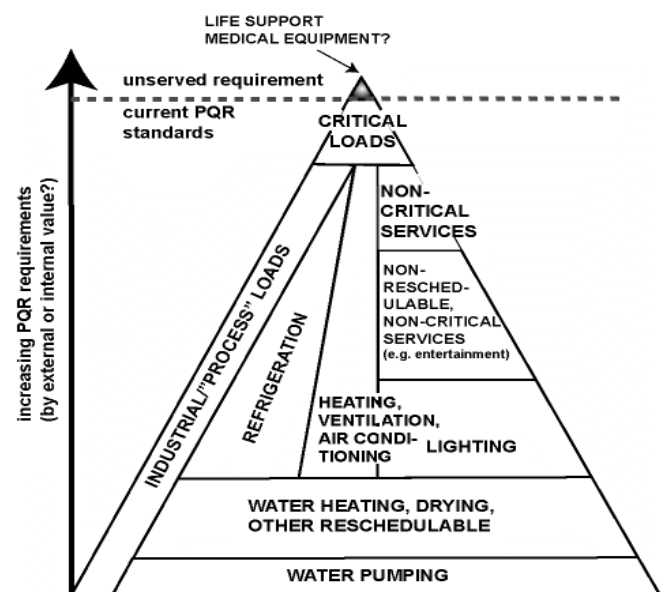 LIFE SUPPORT
MEDICAL EQUIPMENT?
unserved requirement
current PQR
standards
CRITICAL
LOADS
increasing PQR requirements
(by external or internal value?)
INDUSTRIAL/"PROCESS" LOADS
REFRIGERATION
HEATING,
VENTILATION,
AIR CONDI-
TIONING
NON-
CRITICAL
SERVICES
NON-
RESCHED-
ULABLE,
NON-CRITICAL
SERVICES
(e.g. entertainment)
LIGHTING
WATER HEATING, DRYING,
OTHER RESCHEDULABLE
WATER PUMPING